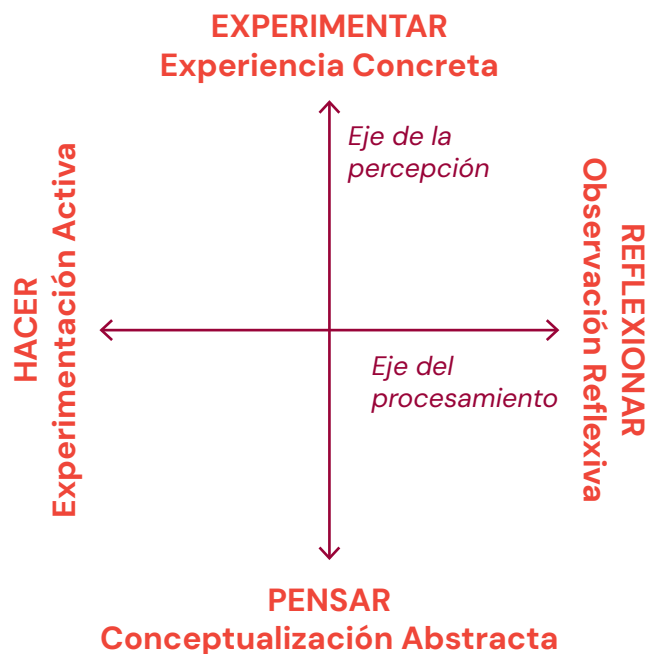 EXPERIMENTAR
Experiencia Concreta
Eje de la
percepción
HACER
Experimentación Activa
REFLEXIONAR
Observación Reflexiva
Eje del
procesamiento
PENSAR
Conceptualización Abstracta